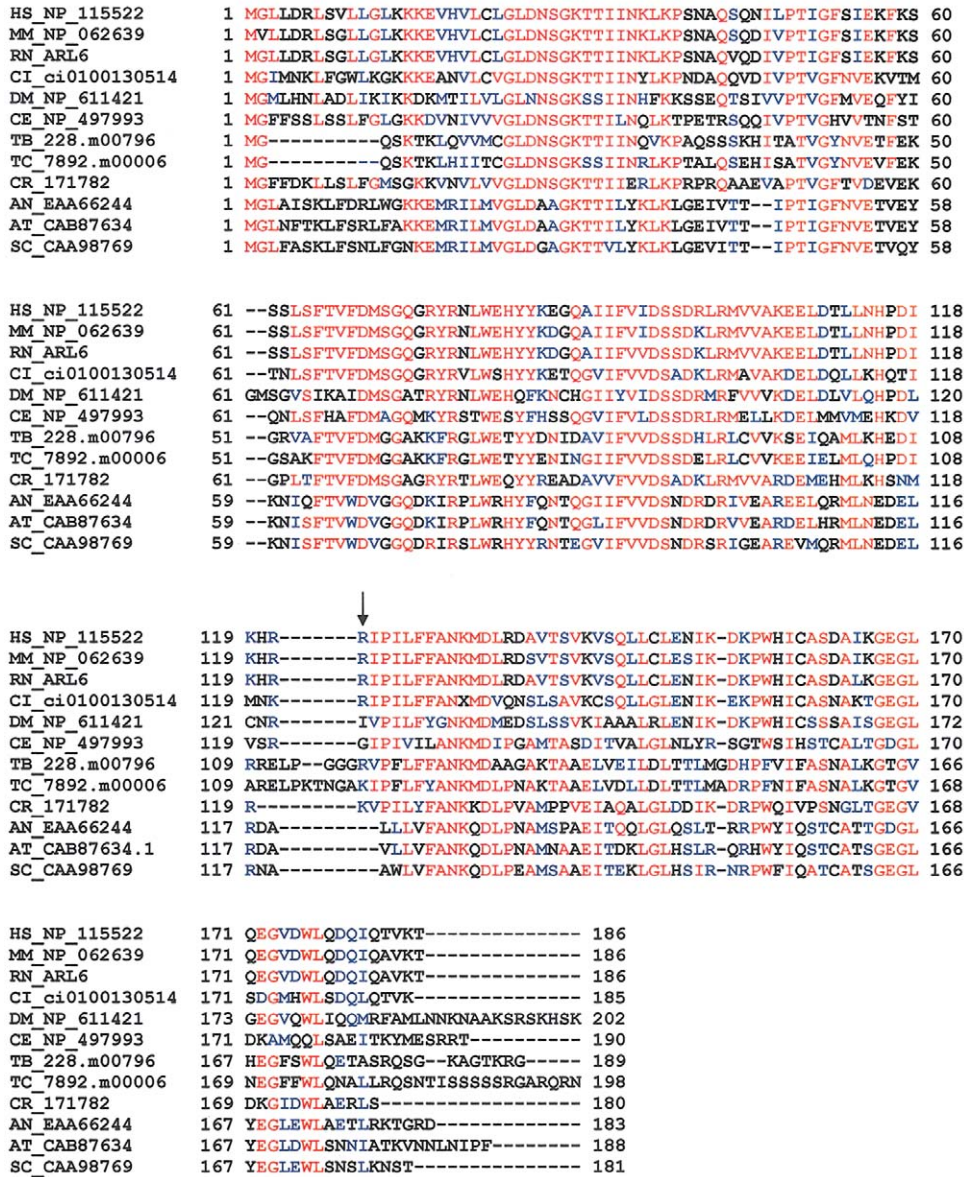 HS_NP_115522 1 MGLLDRLSVLLGLKKKEVHVLCLGLDNSGKTTIINKLKPSNAQSQNILPTIGFSIEKFKS 60
MM_NP_062639 1 MVLLDRLSGLLGLKKKEVHVLCLGLDNSGKTTIINKLKPSNAQSQDIVPTIGFSIEKFKS 60
RN_ARL6 1 MGLLDRLSGLLGLKKKEVHVLCLGLDNSGKTTIINKLKPSNAQVQDIVPTIGFSIEKFKS 60
CI_ci0100130514 1 MGIMNKLFGWLKGKKKEANVLCVGLDNSGKTTIINYLKPNDAQQVDIVPTVGFNVEKVTM 60
DM_NP_611421 1 MGMLHNLADLIKIKKDKMTILVLGLNNSGKSSIINHFKKSSEQTSIVVPTVGFMVEQFYI 60
CE_NP_497993 1 MGFFSSLSSLFGLGKKDVNIVVVGLDNSGKTTILNQLKTPETRSQQIVPTVGHVVTNFST 60
TB_228.m00796 1 MG----------QSKTKLQVVMCGLDNSGKTTIINQVKPAQSSSKHITATVGYNVETFEK 50
TC_7892.m00006 1 MG----------QSKTKLHIITCGLDNSGKSSIINRLKPTALQSEHISATVGYNVEVFEK 50
CR_171782 1 MGFFDKLLSLFGMSGKKVNVLVVGLDNSGKTTIIERLKPRPRQAAEVAPTVGFTVDEVEK 60
AN_EAA66244 1 MGLAISKLFDRLWGKKEMRILMVGLDAAGKTTILYKLKLGEIVTT--IPTIGFNVETVEY 58
AT_CAB87634 1 MGLNFTKLFSRLFAKKEMRILMVGLDAAGKTTILYKLKLGEIVTT--IPTIGFNVETVEY 58
SC_CAA98769 1 MGLFASKLFSNLFGNKEMRILMVGLDGAGKTTVLYKLKLGEVITT--IPTIGFNVETVQY 58
HS_NP_115522 61 --SSLSFTVFDMSGQGRYRNLWEHYYKEGQAIIFVIDSSDRLRMVVAKEELDTLLNHPDI 118
MM_NP_062639 61 --SSLSFTVFDMSGQGRYRNLWEHYYKDGQAIIFVIDSSDKLRMVVAKEELDTLLNHPDI 118
RN_ARL6 61 --SSLSFTVFDMSGQGRYRNLWEHYYKDGQAIIFVVDSSDKLRMVVAKEELDTLLNHPDI 118
CI_ci0100130514 61 --TNLSFTVFDMSGQGRYRVLWSHYYKETQGVIFVVDSADKLRMAVAKDELDQLLKHQTI 118
DM_NP_611421 61 GMSGVSIKAIDMSGATRYRNLWEHQFKNCHGIIYVIDSSDRMRFVVVKDELDLVLQHPDL 120
CE_NP_497993 61 --QNLSFHAFDMAGQMKYRSTWESYFHSSQGVIFVLDSSDRLRMELLKDELMMVMEHKDV 118
TB_228.m00796 51 --GRVAFTVFDMGGAKKFRGLWETYYDNIDAVIFVVDSSDHLRLCVVKSEIQAMLKHEDI 108
TC_7892.m00006 51 --GSAKFTVFDMGGAKKFRGLWETYYENINGIIFVVDSSDELRLCVVKEEIELMLQHPDI 108
CR_171782 61 --GPLTFTVFDMSGAGRYRTLWEQYYREADAVVFVVDSADKLRMVVARDEMEHMLKHSNM 118
AN_EAA66244 59 --KNIQFTVWDVGGQDKIRPLWRHYFQNTQGIIFVVDSNDRDRIVEAREELQRMLNEDEL 116
AT_CAB87634 59 --KNISFTVWDVGGQDKIRPLWRHYFQNTQGLIFVVDSNDRDRVVEARDELHRMLNEDEL 116
SC_CAA98769 59 --KNISFTVWDVGGQDRIRSLWRHYYRNTEGVIFVVDSNDRSRIGEAREVMQRMLNEDEL 116
HS_NP_115522 119 KHR-------RIPILFFANKMDLRDAVTSVKVSQLLCLENIK-DKPWHICASDAIKGEGL 170
MM_NP_062639 119 KHR-------RIPILFFANKMDLRDSVTSVKVSQLLCLESIK-DKPWHICASDAIKGEGL 170
RN_ARL6 119 KHR-------RIPILFFANKMDLRDAVTSVKVSQLLCLENIK-DKPWHICASDALKGEGL 170
CI_ci0100130514 119 MNK-------RIPILFFANXMDVQNSLSAVKCSQLLGLENIK-EKPWHICASNAKTGEGL 170
DM_NP_611421 121 CNR-------IVPILFYGNKMDMEDSLSSVKIAAALRLENIK-DKPWHICSSSAISGEGL 172
CE_NP_497993 119 VSR-------GIPIVILANKMDIPGAMTASDITVALGLNLYR-SGTWSIHSTCALTGDGL 170
TB_228.m00796 109 RRELP--GGGRVPFLFFANKMDAAGAKTAAELVEILDLTTLMGDHPFVIFASNALKGTGV 166
TC_7892.m00006 109 ARELPKTNGAKIPFLFYANKMDLPNAKTAAELVDLLDLTTLMADRPFNIFASNALKGTGV 168
CR_171782 119 R---------KVPILYFANKKDLPVAMPPVEIAQALGLDDIK-DRPWQIVPSNGLTGEGV 168
AN_EAA66244 117 RDA---------LLLVFANKQDLPNAMSPAEITQQLGLQSLT-RRPWYIQSTCATTGDGL 166
AT_CAB87634.1 117 RDA---------VLLVFANKQDLPNAMNAAEITDKLGLHSLR-QRHWYIQSTCATSGEGL 166
SC_CAA98769 117 RNA---------AWLVFANKQDLPEAMSAAEITEKLGLHSIR-NRPWFIQATCATSGEGL 166
HS_NP_115522 171 QEGVDWLQDQIQTVKT-------------- 186
MM_NP_062639 171 QEGVDWLQDQIQAVKT-------------- 186
RN_ARL6 171 QEGVDWLQDQIQAVKT-------------- 186
CI_ci0100130514 171 SDGMHWLSDQLQTVK--------------- 185
DM_NP_611421 173 GEGVQWLIQQMRFAMLNNKNAAKSRSKHSK 202
CE_NP_497993 171 DKAMQQLSAEITKYMESRRT---------- 190
TB_228.m00796 167 HEGFSWLQETASRQSG-KAGTKRG------ 189
TC_7892.m00006 169 NEGFFWLQNALLRQSNTISSSSSRGARQRN 198
CR_171782 169 DKGIDWLAERLS------------------ 180
AN_EAA66244 167 YEGLEWLAETLRKTGRD------------- 183
AT_CAB87634 167 YEGLDWLSNNIATKVNNLNIPF-------- 188
SC_CAA98769 167 YEGLEWLSNSLKNST--------------- 181